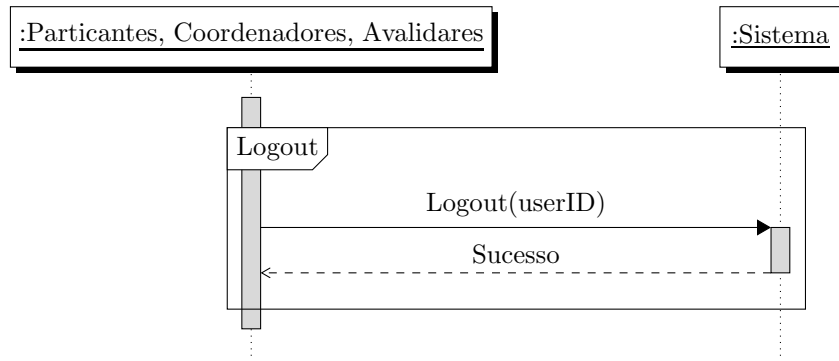 :Particantes, Coordenadores, Avalidares
:Sistema
Logout
Logout(userID)
Sucesso